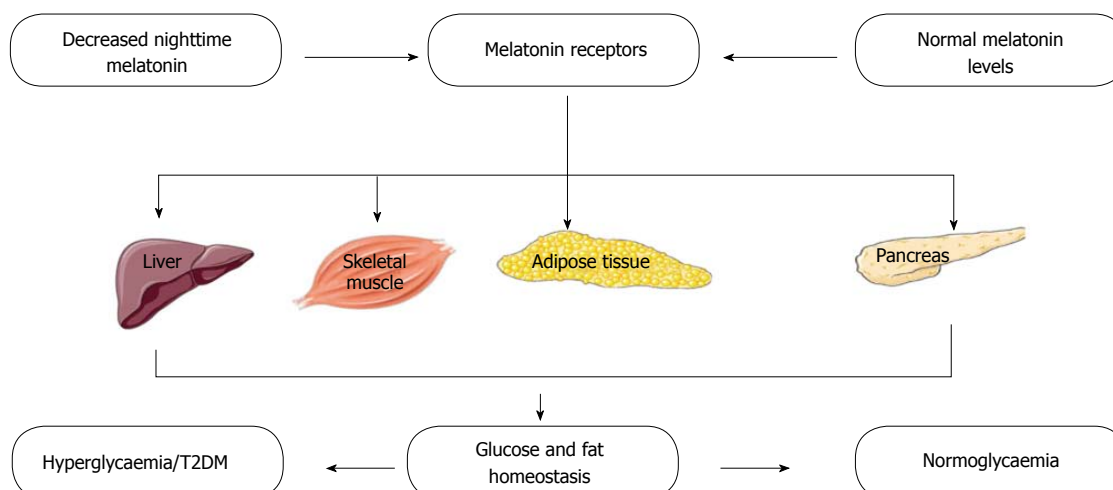 Decreased nighttime
melatonin
Melatonin receptors
Normal melatonin
levels
Liver
Skeletal
muscle
Adipose tissue
Pancreas
Hyperglycaemia/T2DM
Glucose and fat
homeostasis
Normoglycaemia